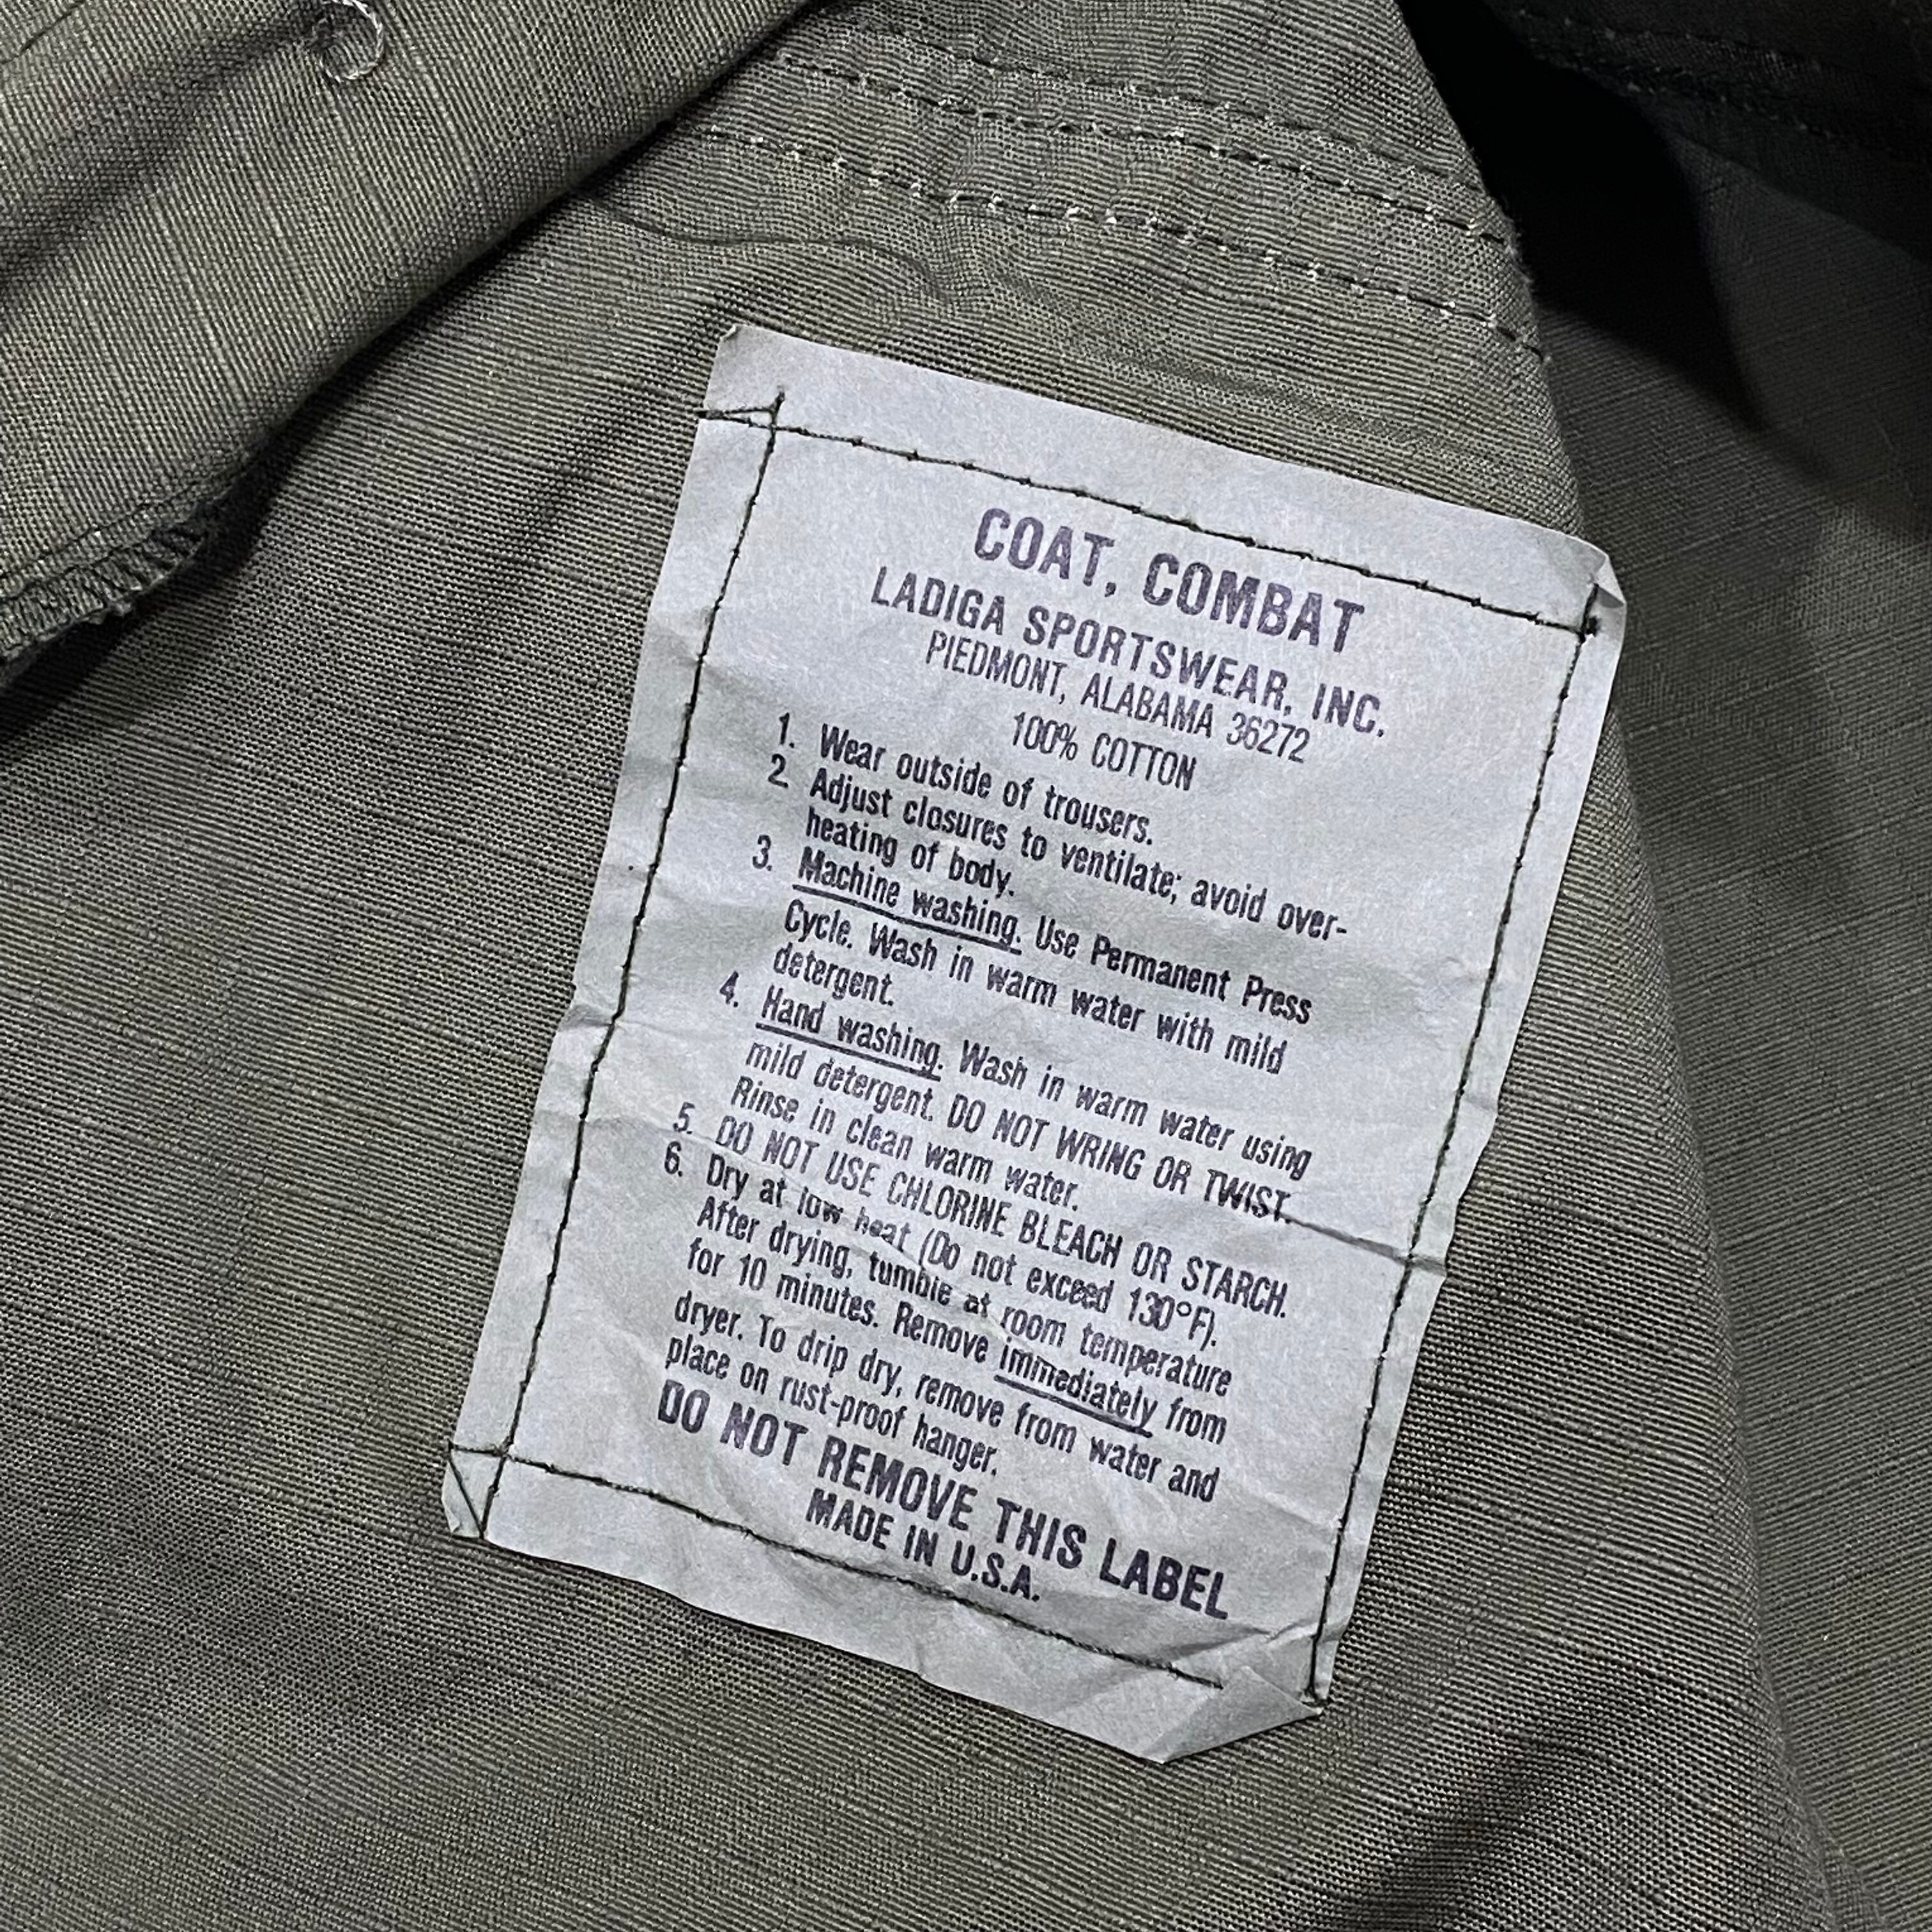 COAT, COMBAT
LADIGA SPORTSWEAR, INC.
PIEDMONT, ALABAMA 36272
100% COTTON
1. Wear outside of trousers.
2. Adjust closures to ventilate; avoid over-
heating of body.
3. Machine washing. Use Permanent Press
Cycle. Wash in warm water with mild
detergent.
4. Hand washing. Wash in warm water using
mild detergent. DO NOT WRING OR TWIST.
Rinse in clean warm water.
5. DO NOT USE CHLORINE BLEACH OR STARCH.
6. Dry at low heat (Do not exceed 130°F).
After drying, tumble at room temperature
for 10 minutes. Remove immediately from
dryer. To drip dry, remove from water and
place on rust-proof hanger.
DO NOT REMOVE THIS LABEL
MADE IN U.S.A.